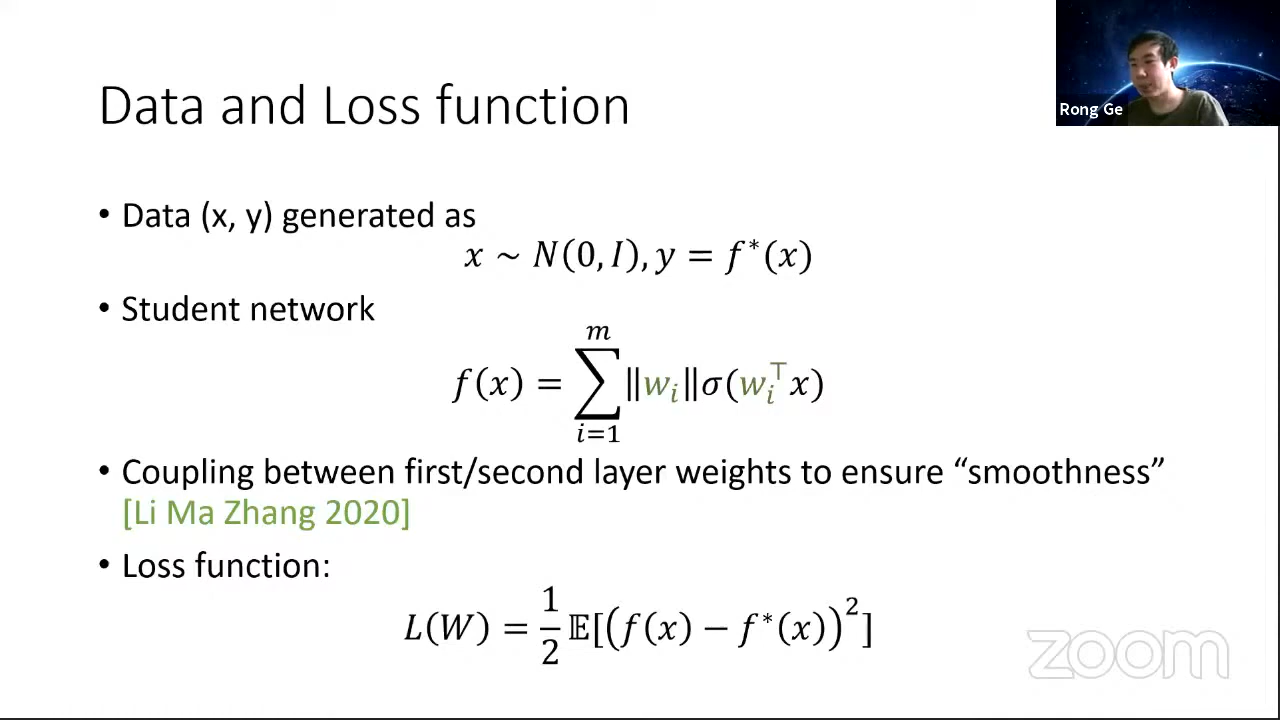 Rong Ge
Data and Loss function
• Data (x, y) generated as
x ~ N(0, I), y = f*(x)
• Student network
f(x) = ∑_{i=1}^{m} ‖w_i‖σ(w_i^⊤ x)
• Coupling between first/second layer weights to ensure “smoothness”
[Li Ma Zhang 2020]
• Loss function:
L(W) = \frac{1}{2} 𝔼[(f(x) − f*(x))^2]
zoom